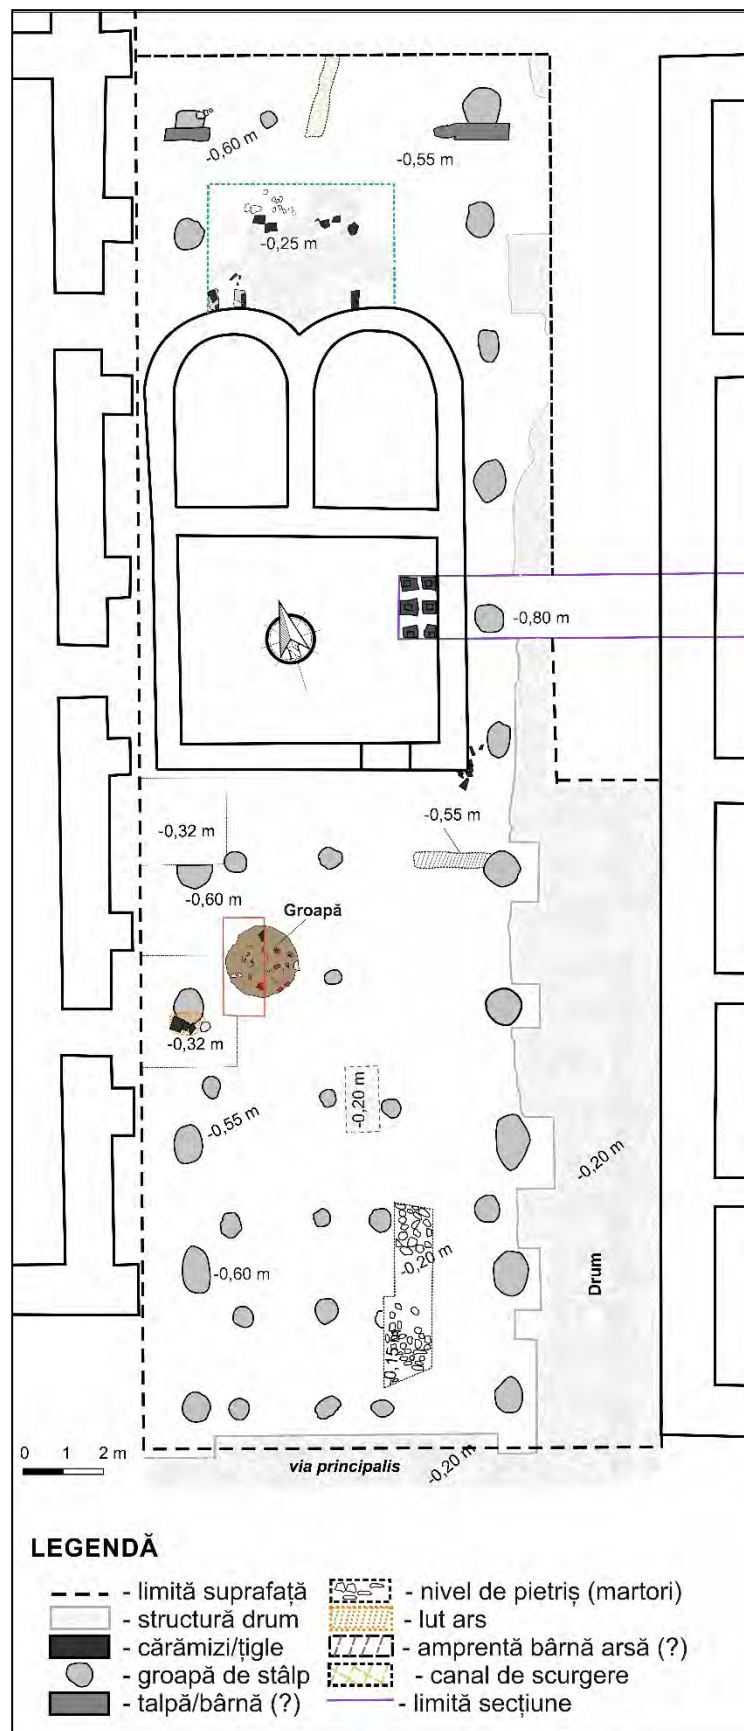 -0,60 m
-0,55 m
-0,25 m
N
-0,80 m
-0,55 m
-0,32 m
-0,60 m
Groapă
-0,32 m
-0,20 m
-0,55 m
-0,20 m
-0,60 m
-0,20 m
Drum
-0,15 m
0 1 2 m
via principalis
-0,20 m
LEGENDĂ
- limită suprafață
- nivel de pietriș (martori)
- structură drum
- lut ars
- cărămizi/țigle
- amprentă bârnă arsă (?)
- groapă de stâlp
- canal de scurgere
- talpă/bârnă (?)
- limită secțiune